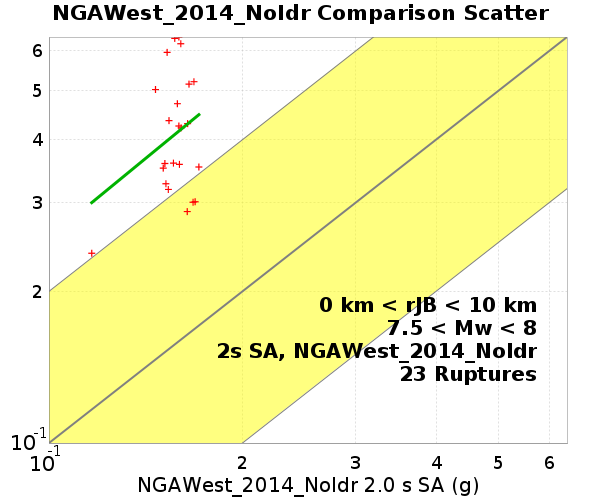 NGAWest_2014_NoIdr Comparison Scatter
6
5
4
3
2
10-1
0 km < rJB < 10 km
7.5 < Mw < 8
2s SA, NGAWest_2014_NoIdr
23 Ruptures
10-1 2 3 4 5 6
NGAWest_2014_NoIdr 2.0 s SA (g)